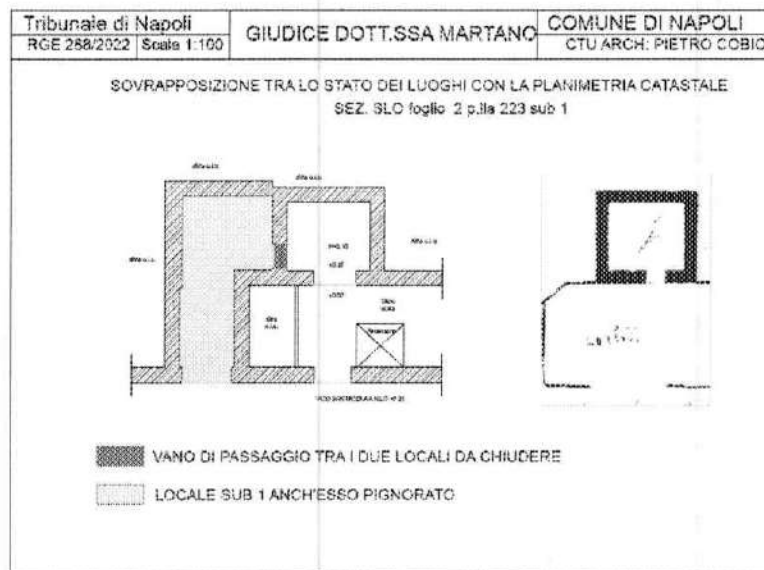 Tribunale di Napoli
RGE 268/2022 Scala 1:100
GIUDICE DOTT.SSA MARTANO
COMUNE DI NAPOLI
CTU ARCH: PIETRO COBIO
SOVRAPPOSIZIONE TRA LO STATO DEI LUOGHI CON LA PLANIMETRIA CATASTALE
SEZ. SLO foglio 2 p.lla 223 sub 1
VANO DI PASSAGGIO TRA I DUE LOCALI DA CHIUDERE
LOCALE SUB 1 ANCH'ESSO PIGNORATO